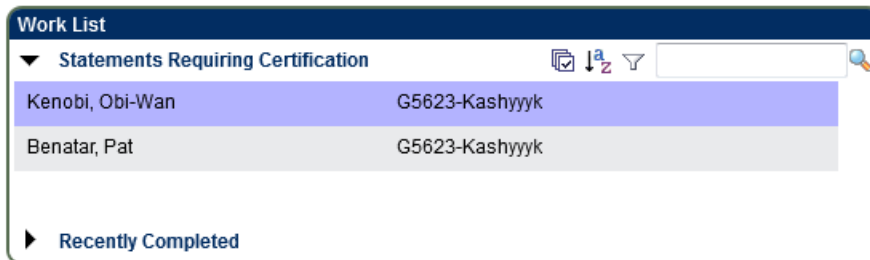 Work List
Statements Requiring Certification
Kenobi, Obi-Wan G5623-Kashyyyk
Benatar, Pat G5623-Kashyyyk
Recently Completed